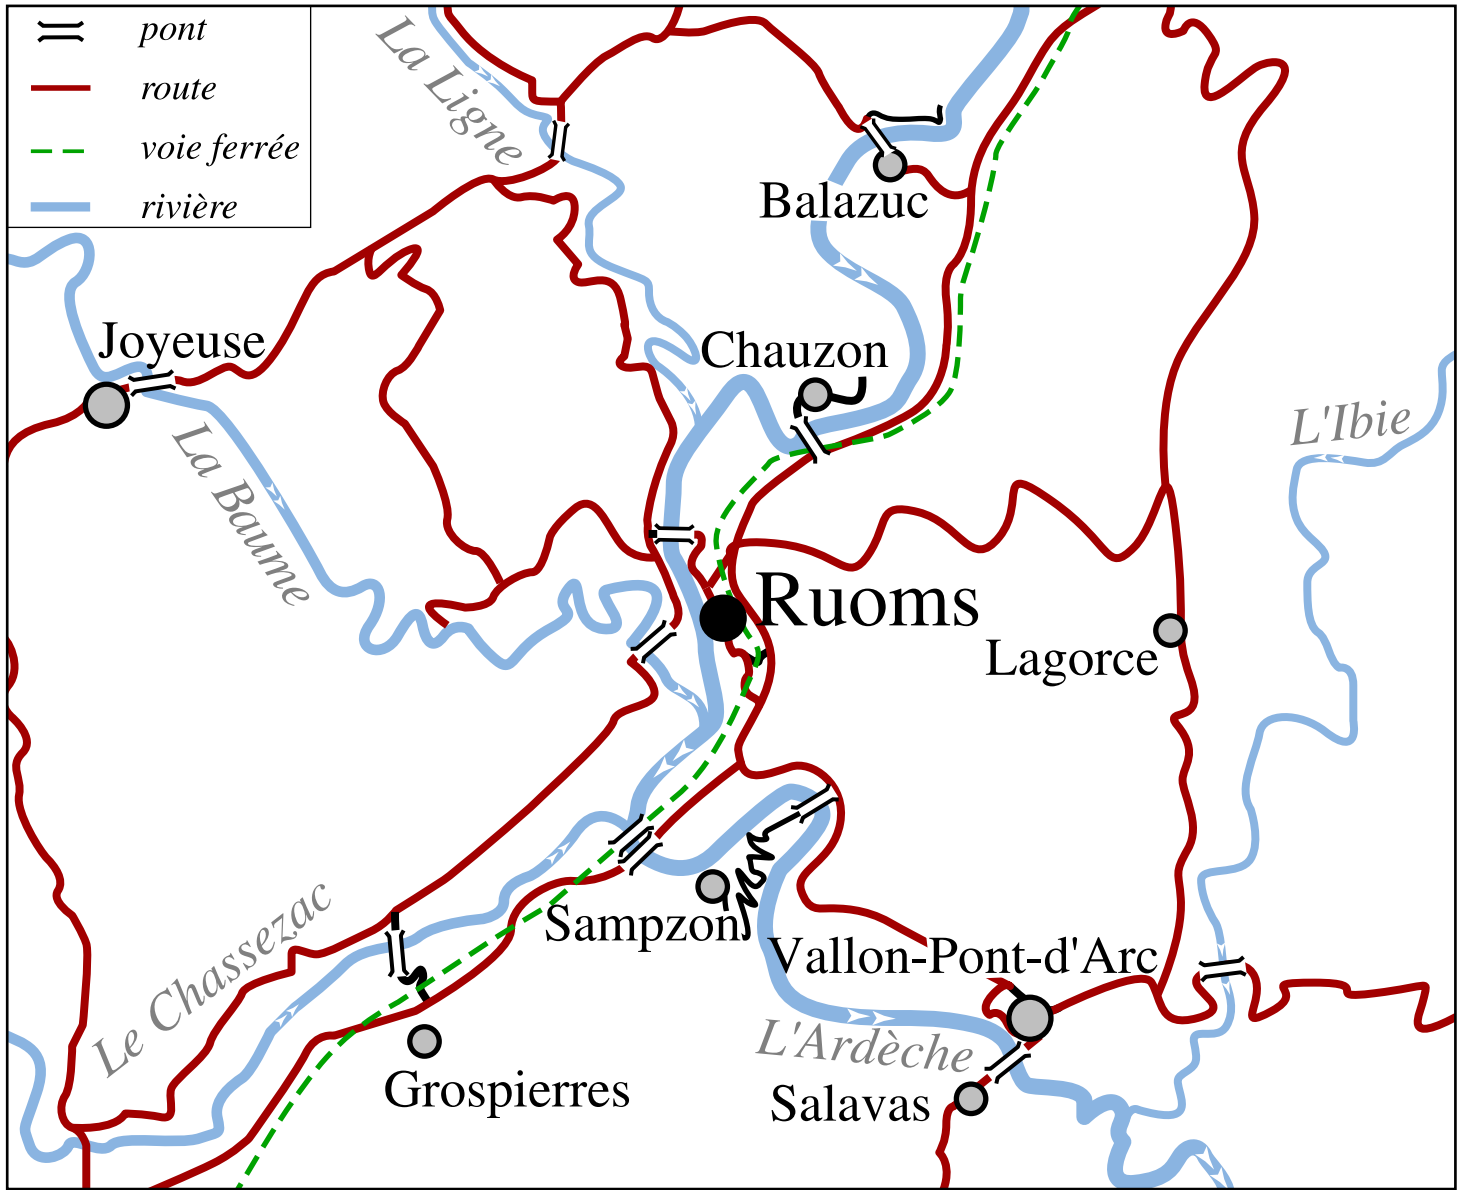 pont
route
voie ferrée
rivière
La Ligne
Balazuc
Joyeuse
Chauzon
L'Ibie
La Baume
Ruoms
Lagorce
Sampzon
Vallon-Pont-d'Arc
Le Chassezac
L'Ardèche
Grospierres
Salavas